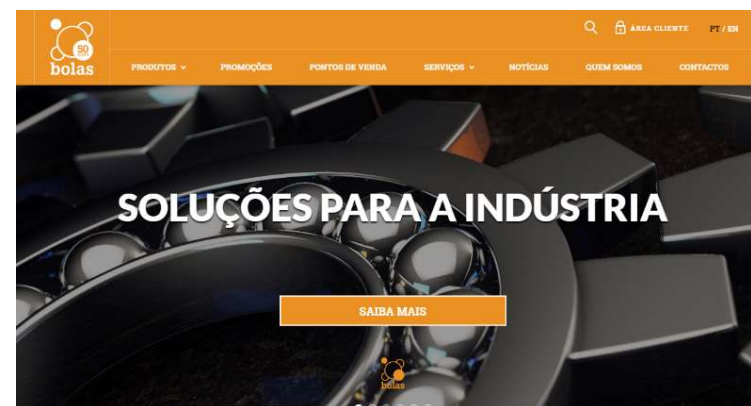 50
bolas
ÁREA CLIENTE PT / EN
PRODUTOS PROMOÇÕES PONTOS DE VENDA SERVIÇOS NOTÍCIAS QUEM SOMOS CONTACTOS
SOLUÇÕES PARA A INDÚSTRIA
SAIBA MAIS
bolas